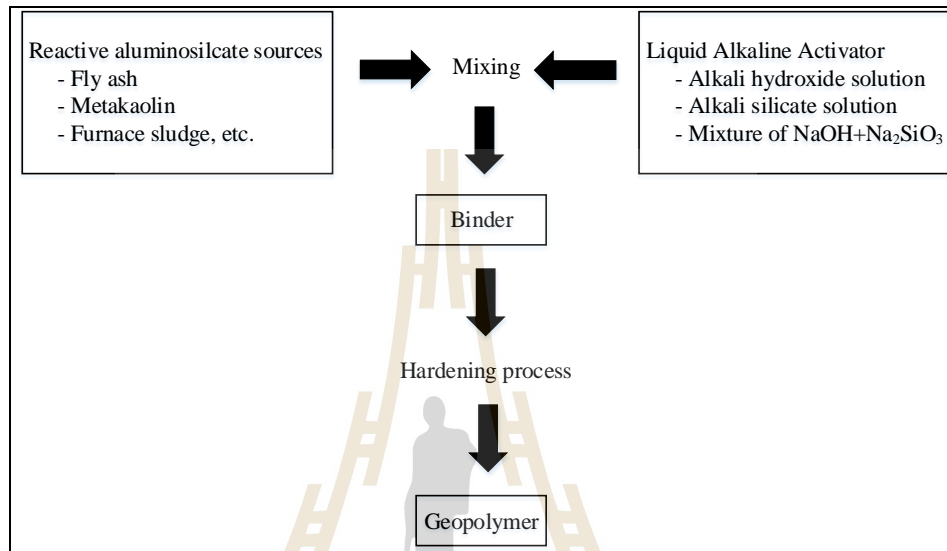 Reactive aluminosilcate sources
- Fly ash
- Metakaolin
- Furnace sludge, etc.
Mixing
Liquid Alkaline Activator
- Alkali hydroxide solution
- Alkali silicate solution
- Mixture of NaOH+Na₂SiO₃
Binder
Hardening process
Geopolymer